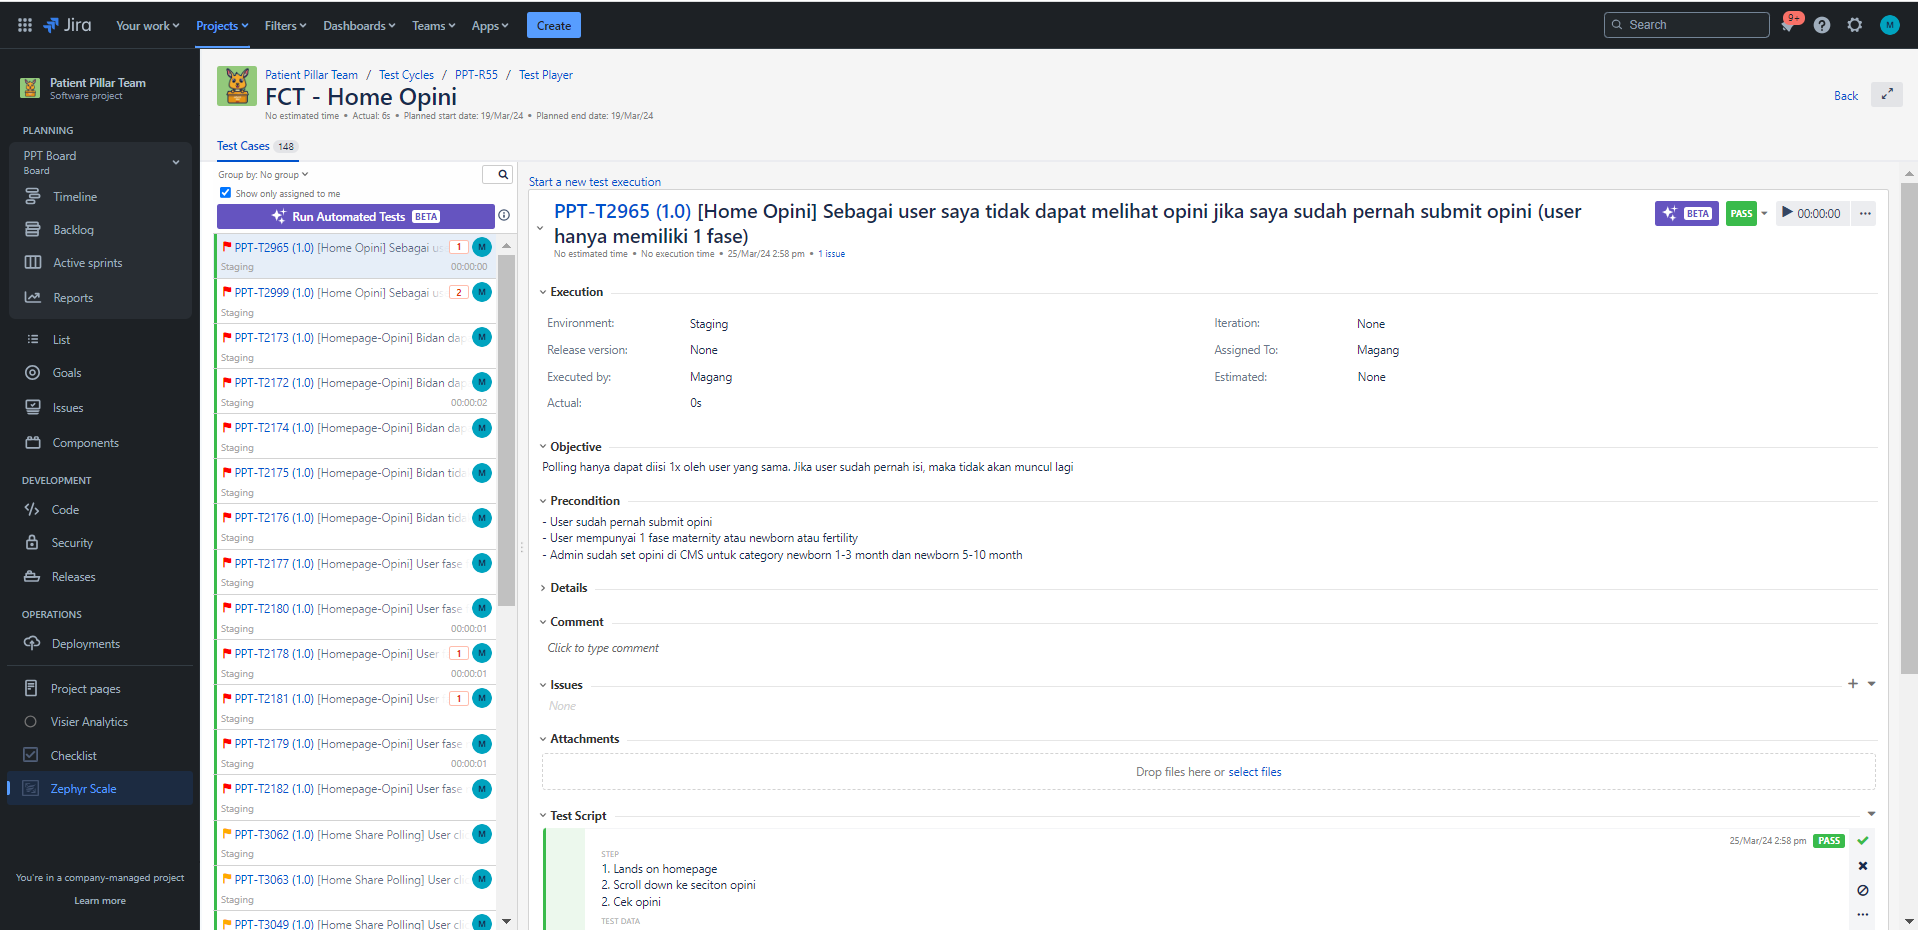 Jira
Your work
Projects
Filters
Dashboards
Teams
Apps
Create
Search
9+
M
Patient Pillar Team
Software project
PLANNING
PPT Board
Board
Timeline
Backlog
Active sprints
Reports
List
Goals
Issues
Components
DEVELOPMENT
Code
Security
Releases
OPERATIONS
Deployments
Project pages
Visier Analytics
Checklist
Zephyr Scale
You're in a company-managed project
Learn more
Patient Pillar Team / Test Cycles / PPT-R55 / Test Player
FCT - Home Opini
No estimated time • Actual: 6s • Planned start date: 19/Mar/24 • Planned end date: 19/Mar/24
Back
Test Cases 148
Group by: No group
Show only assigned to me
Run Automated Tests BETA
PPT-T2965 (1.0) [Home Opini] Sebagai us 1 M
Staging 00:00:00
PPT-T2999 (1.0) [Home Opini] Sebagai us 2 M
Staging
PPT-T2173 (1.0) [Homepage-Opini] Bidan dap M
Staging
PPT-T2172 (1.0) [Homepage-Opini] Bidan dap M
Staging 00:00:02
PPT-T2174 (1.0) [Homepage-Opini] Bidan dap M
Staging
PPT-T2175 (1.0) [Homepage-Opini] Bidan tida M
Staging
PPT-T2176 (1.0) [Homepage-Opini] Bidan tida M
Staging
PPT-T2177 (1.0) [Homepage-Opini] User fase M
Staging
PPT-T2180 (1.0) [Homepage-Opini] User fase M
Staging 00:00:01
PPT-T2178 (1.0) [Homepage-Opini] User 1 M
Staging 00:00:01
PPT-T2181 (1.0) [Homepage-Opini] User 1 M
Staging
PPT-T2179 (1.0) [Homepage-Opini] User fase M
Staging 00:00:01
PPT-T2182 (1.0) [Homepage-Opini] User fase M
Staging
PPT-T3062 (1.0) [Home Share Polling] User cli M
Staging
PPT-T3063 (1.0) [Home Share Polling] User cli M
Staging
PPT-T3049 (1.0) [Home Share Polling] User cli M
Start a new test execution
PPT-T2965 (1.0) [Home Opini] Sebagai user saya tidak dapat melihat opini jika saya sudah pernah submit opini (user
hanya memiliki 1 fase)
BETA
PASS
00:00:00
No estimated time • No execution time • 25/Mar/24 2:58 pm • 1 issue
Execution
Environment: Staging
Iteration: None
Release version: None
Assigned To: Magang
Executed by: Magang
Estimated: None
Actual: 0s
Objective
Polling hanya dapat diisi 1x oleh user yang sama. Jika user sudah pernah isi, maka tidak akan muncul lagi
Precondition
- User sudah pernah submit opini
- User mempunyai 1 fase maternity atau newborn atau fertility
- Admin sudah set opini di CMS untuk category newborn 1-3 month dan newborn 5-10 month
Details
Comment
Click to type comment
Issues
None
Attachments
Drop files here or select files
Test Script
25/Mar/24 2:58 pm PASS
STEP
1. Lands on homepage
2. Scroll down ke seciton opini
2. Cek opini
TEST DATA